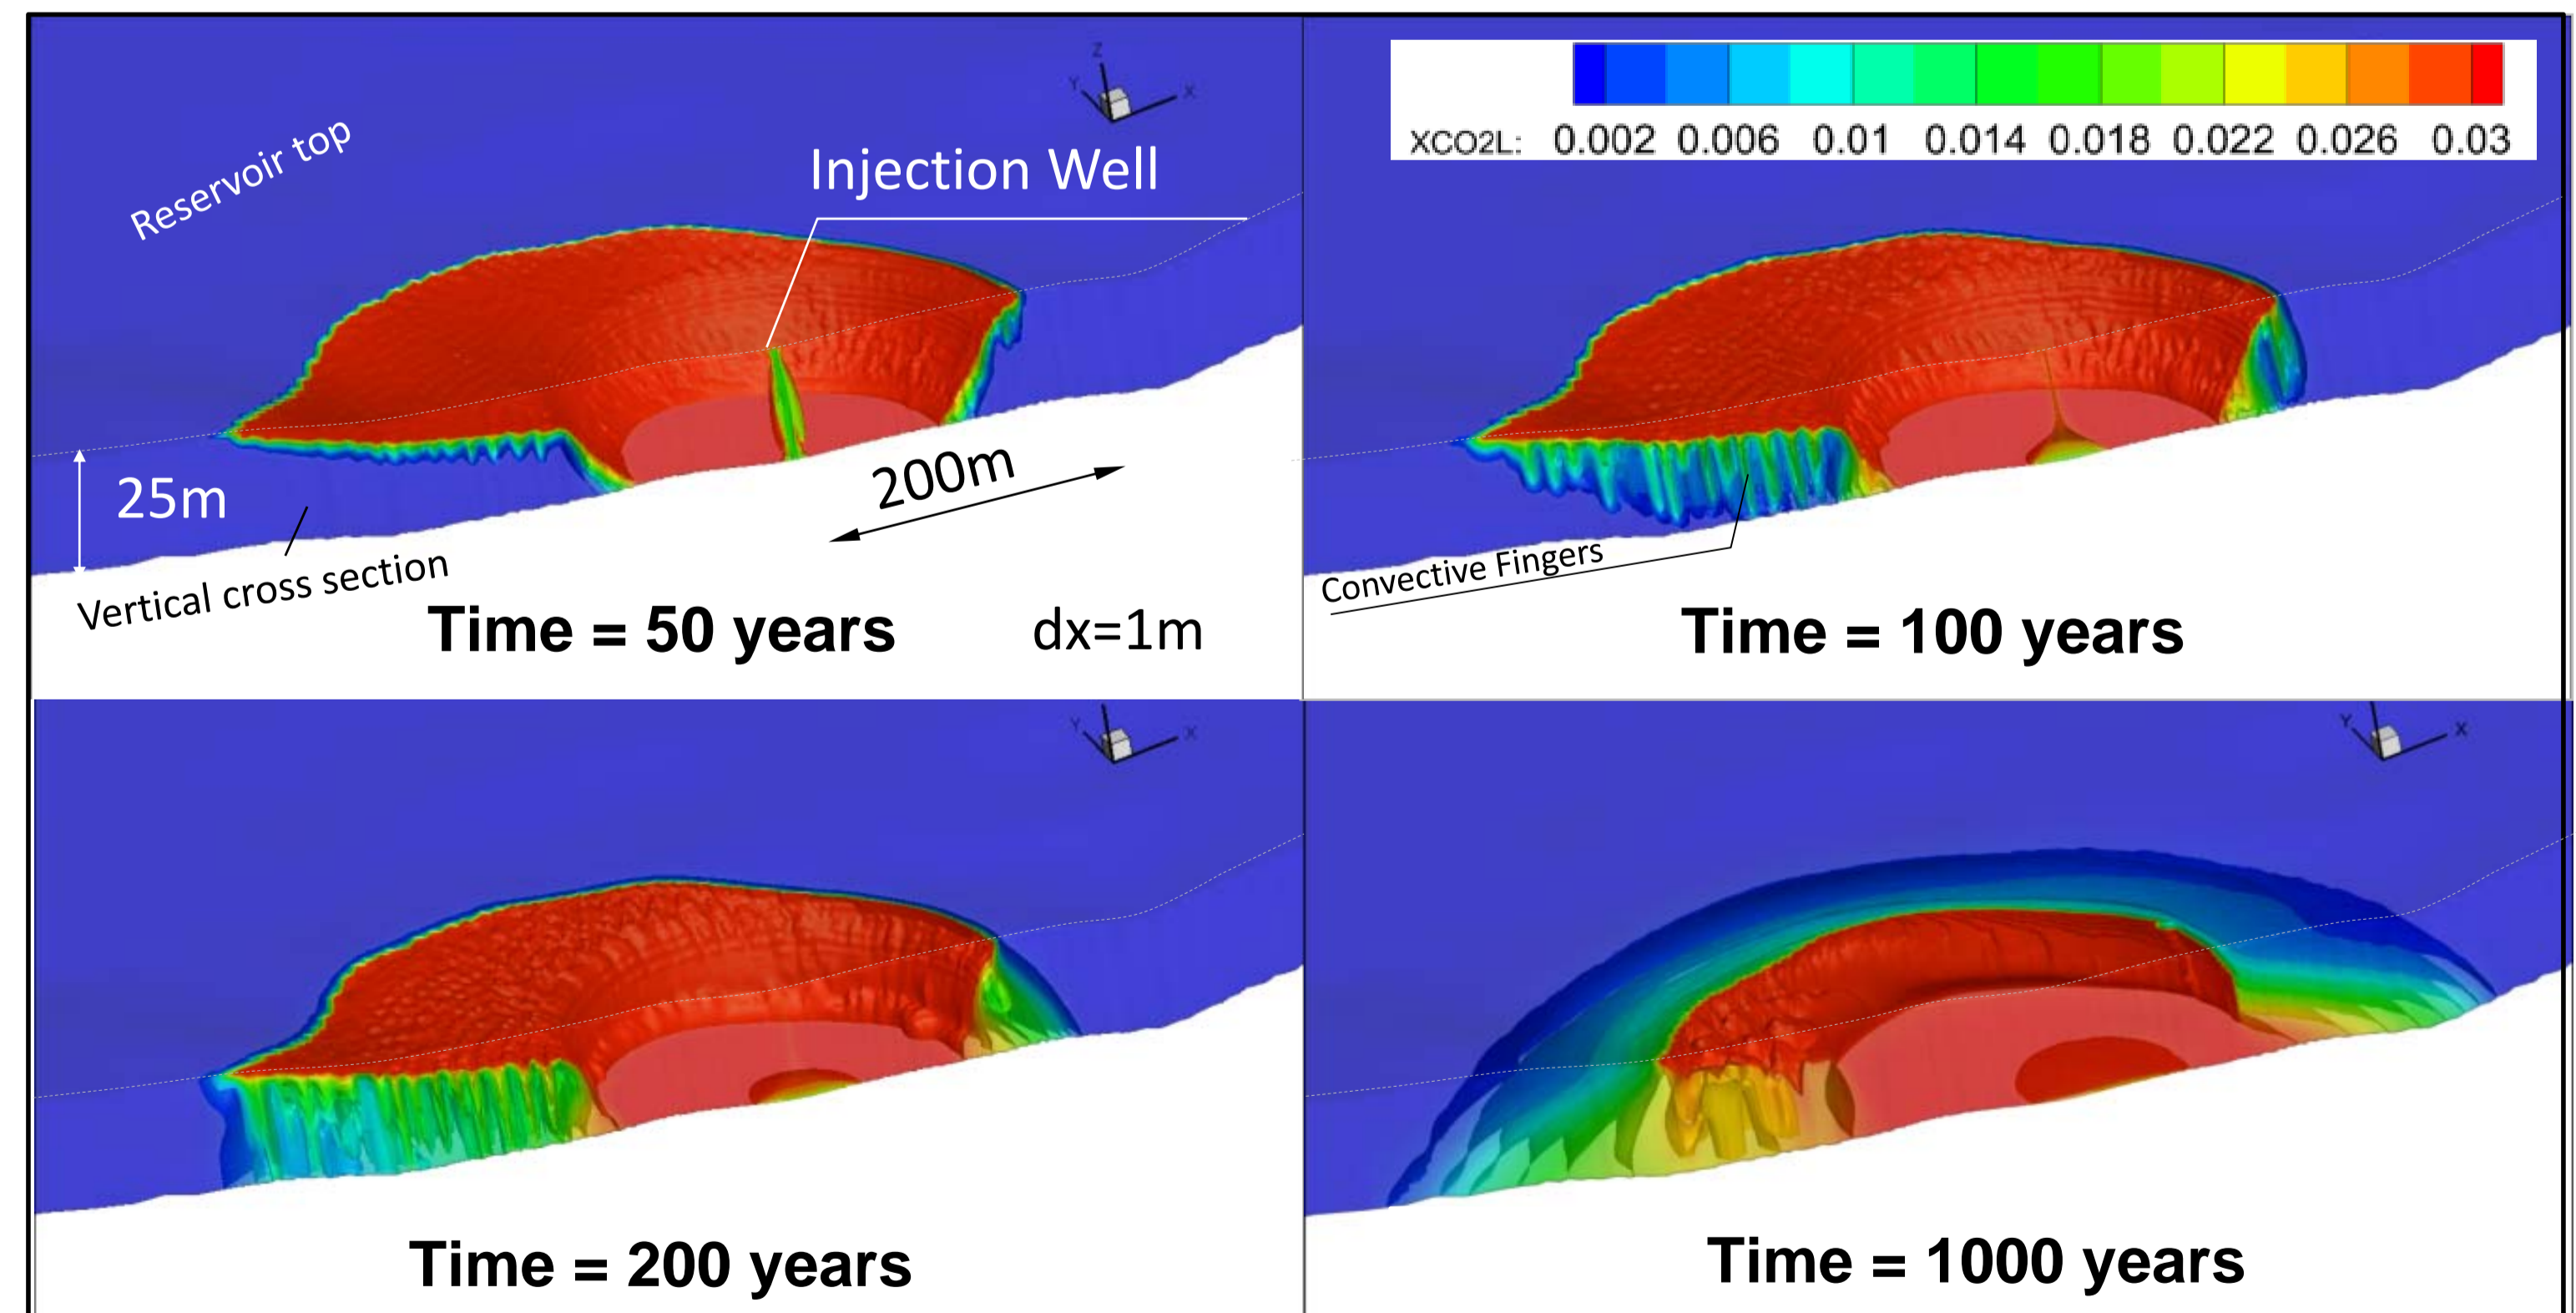 Z
Y
X
Reservoir top
Injection Well
25m
200m
Vertical cross section
Time = 50 years
dx=1m
XCO2L: 0.002 0.006 0.01 0.014 0.018 0.022 0.026 0.03
Convective Fingers
Time = 100 years
Y
X
Time = 200 years
Y
X
Time = 1000 years